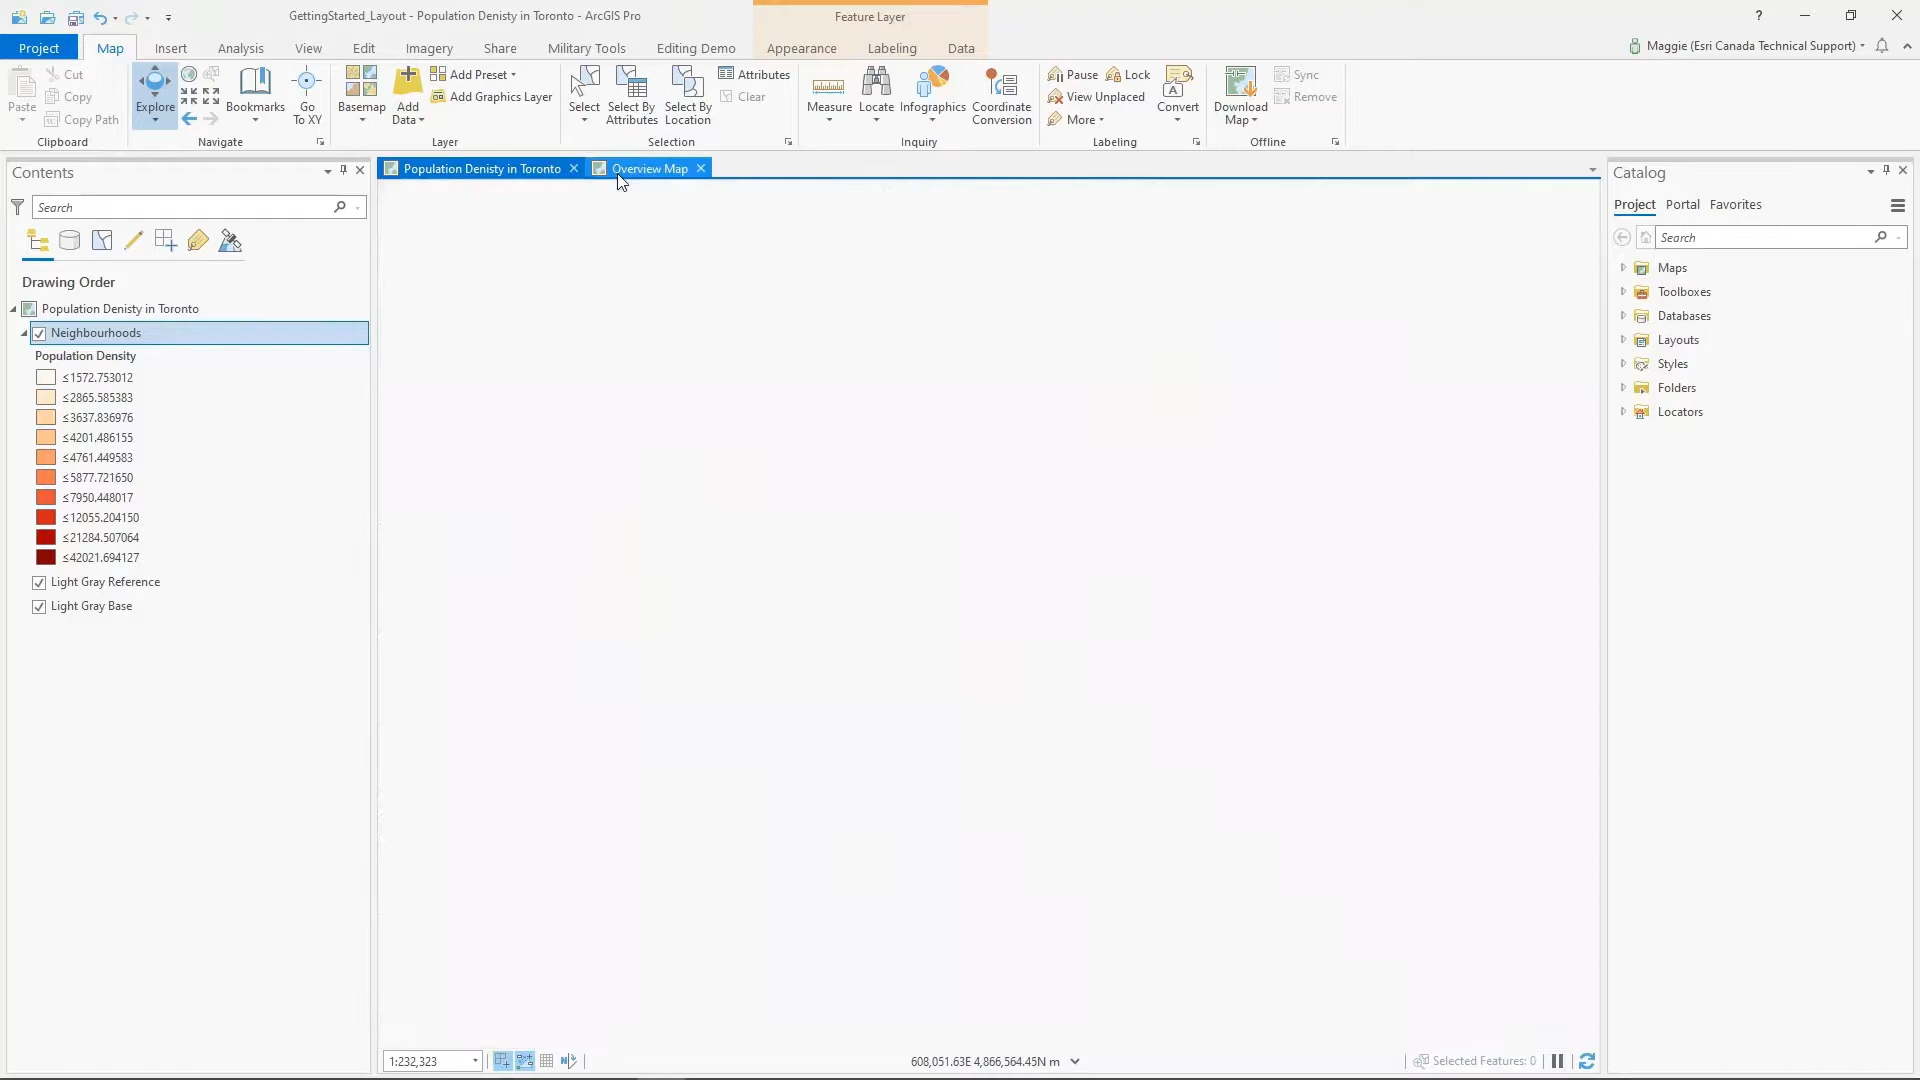 GettingStarted_Layout - Population Denisty in Toronto - ArcGIS Pro
Feature Layer
?
Project Map Insert Analysis View Edit Imagery Share Military Tools Editing Demo Appearance Labeling Data
Maggie (Esri Canada Technical Support)
Paste
Cut
Copy
Copy Path
Clipboard
Explore
Bookmarks
Go To XY
Navigate
Basemap
Add Data
Add Preset
Add Graphics Layer
Layer
Select
Select By Attributes
Select By Location
Attributes
Clear
Selection
Measure
Locate
Infographics
Coordinate Conversion
Inquiry
Pause
Lock
View Unplaced
More
Convert
Labeling
Download Map
Sync
Remove
Offline
Contents
Search
Drawing Order
Population Denisty in Toronto
Neighbourhoods
Population Density
≤1572.753012
≤2865.585383
≤3637.836976
≤4201.486155
≤4761.449583
≤5877.721650
≤7950.448017
≤12055.204150
≤21284.507064
≤42021.694127
Light Gray Reference
Light Gray Base
Population Denisty in Toronto
Overview Map
1:232,323
608,051.63E 4,866,564.45N m
Selected Features: 0
Catalog
Project Portal Favorites
Search
Maps
Toolboxes
Databases
Layouts
Styles
Folders
Locators